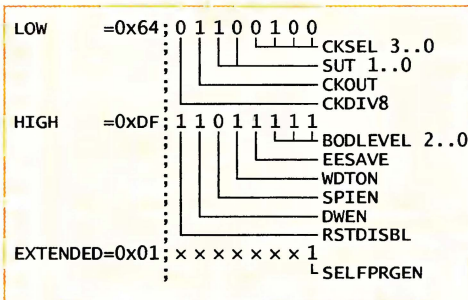 LOW =0x64; 0 1 1 0 0 1 0 0
CKSEL 3..0
SUT 1..0
CKOUT
CKDIV8
HIGH =0xDF; 1 1 0 1 1 1 1 1
BODLEVEL 2..0
EESAVE
WDTON
SPIEN
DWEN
RSTDISBL
EXTENDED=0x01; × × × × × × × 1
SELFPRGEN